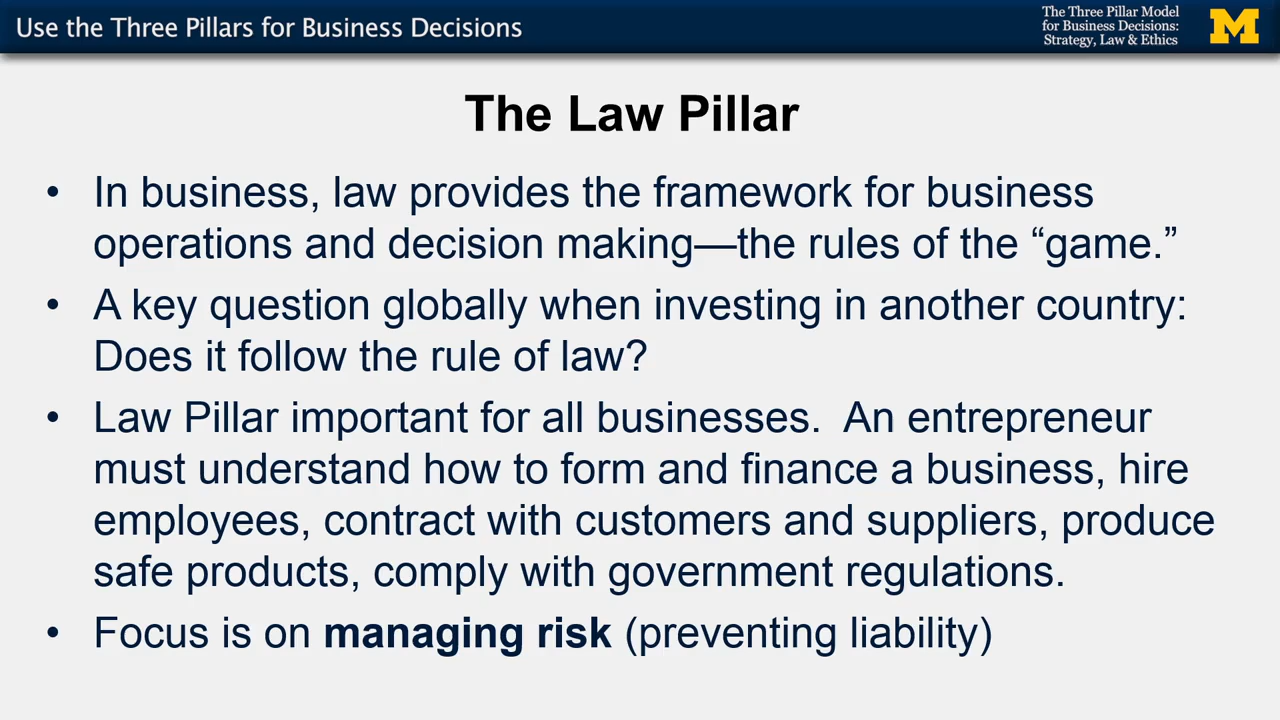 Use the Three Pillars for Business Decisions
The Three Pillar Model
for Business Decisions:
Strategy, Law & Ethics
M
The Law Pillar
• In business, law provides the framework for business
operations and decision making—the rules of the “game.”
• A key question globally when investing in another country:
Does it follow the rule of law?
• Law Pillar important for all businesses.  An entrepreneur
must understand how to form and finance a business, hire
employees, contract with customers and suppliers, produce
safe products, comply with government regulations.
• Focus is on managing risk (preventing liability)